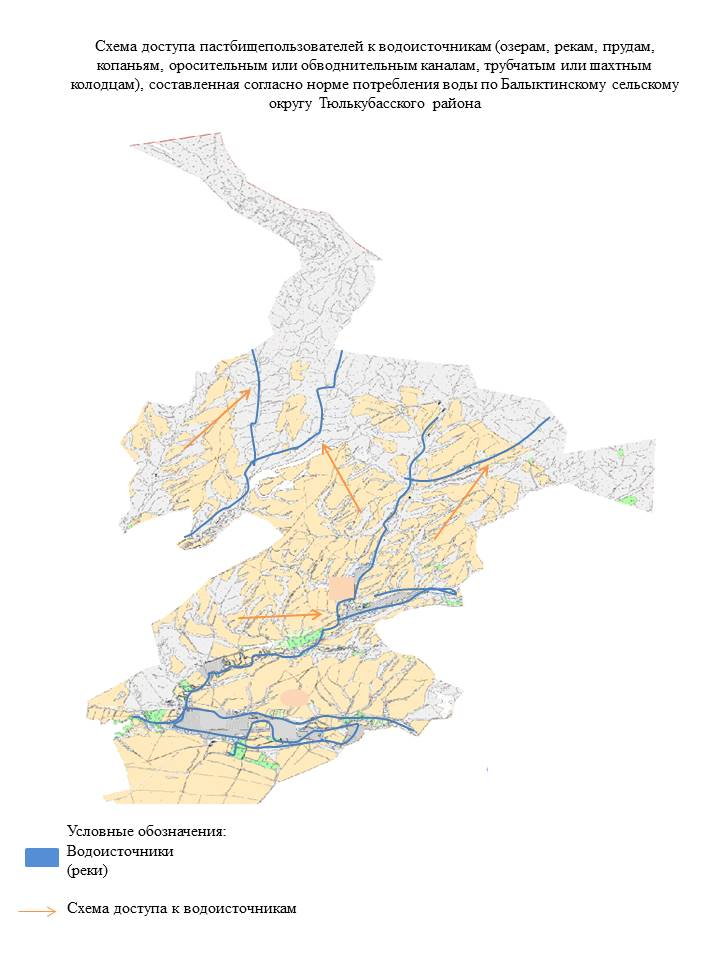 Схема доступа пастбищепользователей к водоисточникам (озерам, рекам, прудам,
копаньям, оросительным или обводнительным каналам, трубчатым или шахтным
колодцам), составленная согласно норме потребления воды по Балыктинскому сельскому
округу Тюлькубасского района
Условные обозначения:
Водоисточники
(реки)
Схема доступа к водоисточникам